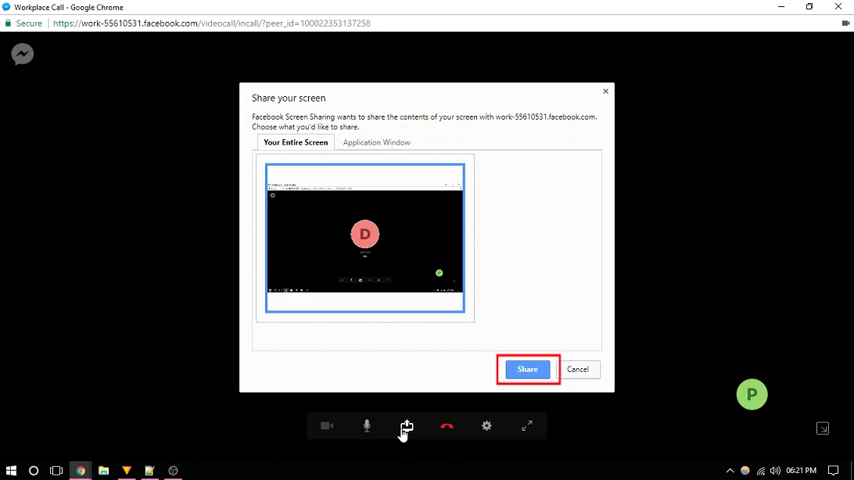 Workplace Call - Google Chrome
Secure https://work-55610531.facebook.com/videocall/incall/?peer_id=100022353137258
Share your screen
Facebook Screen Sharing wants to share the contents of your screen with work-55610531.facebook.com.
Choose what you'd like to share.
Your Entire Screen Application Window
D
Share Cancel
P
06:21 PM